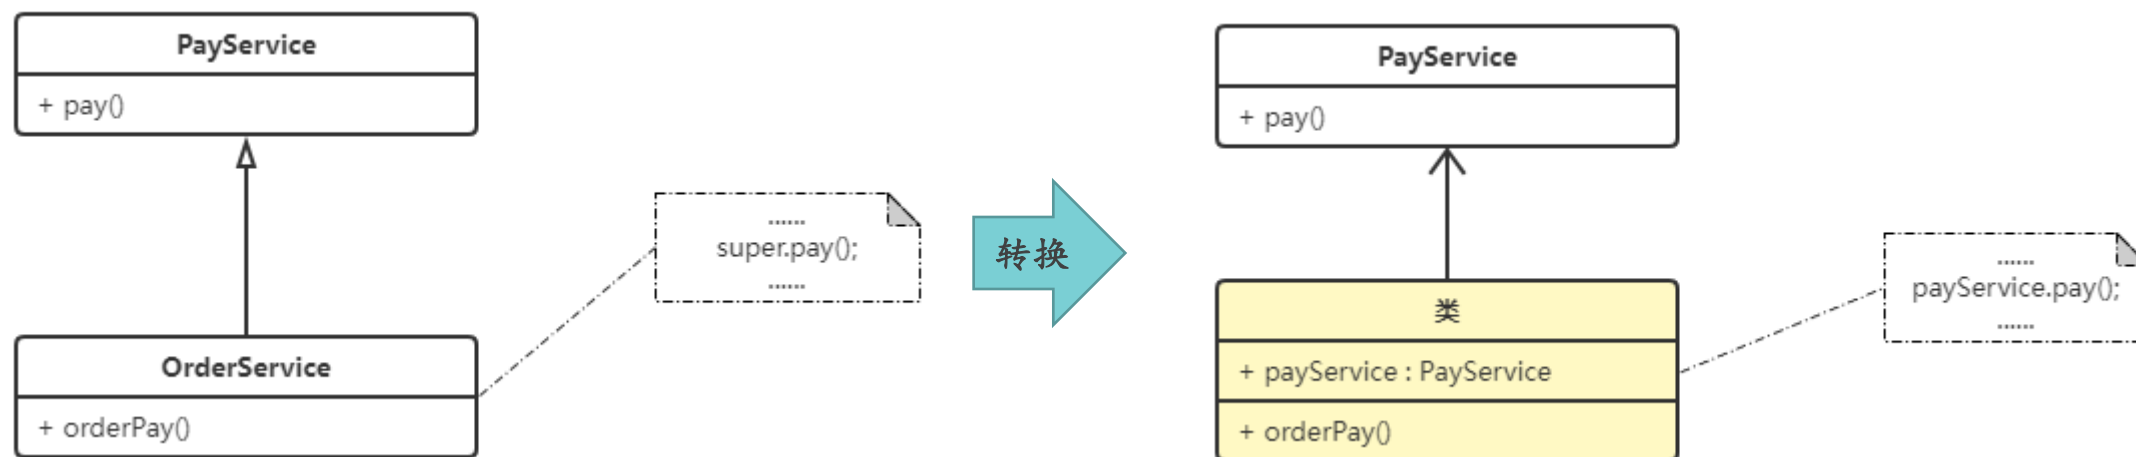 PayService
+ pay()
OrderService
+ orderPay()
......
super.pay();
......
转换
PayService
+ pay()
类
+ payService : PayService
+ orderPay()
......
payService.pay();
......